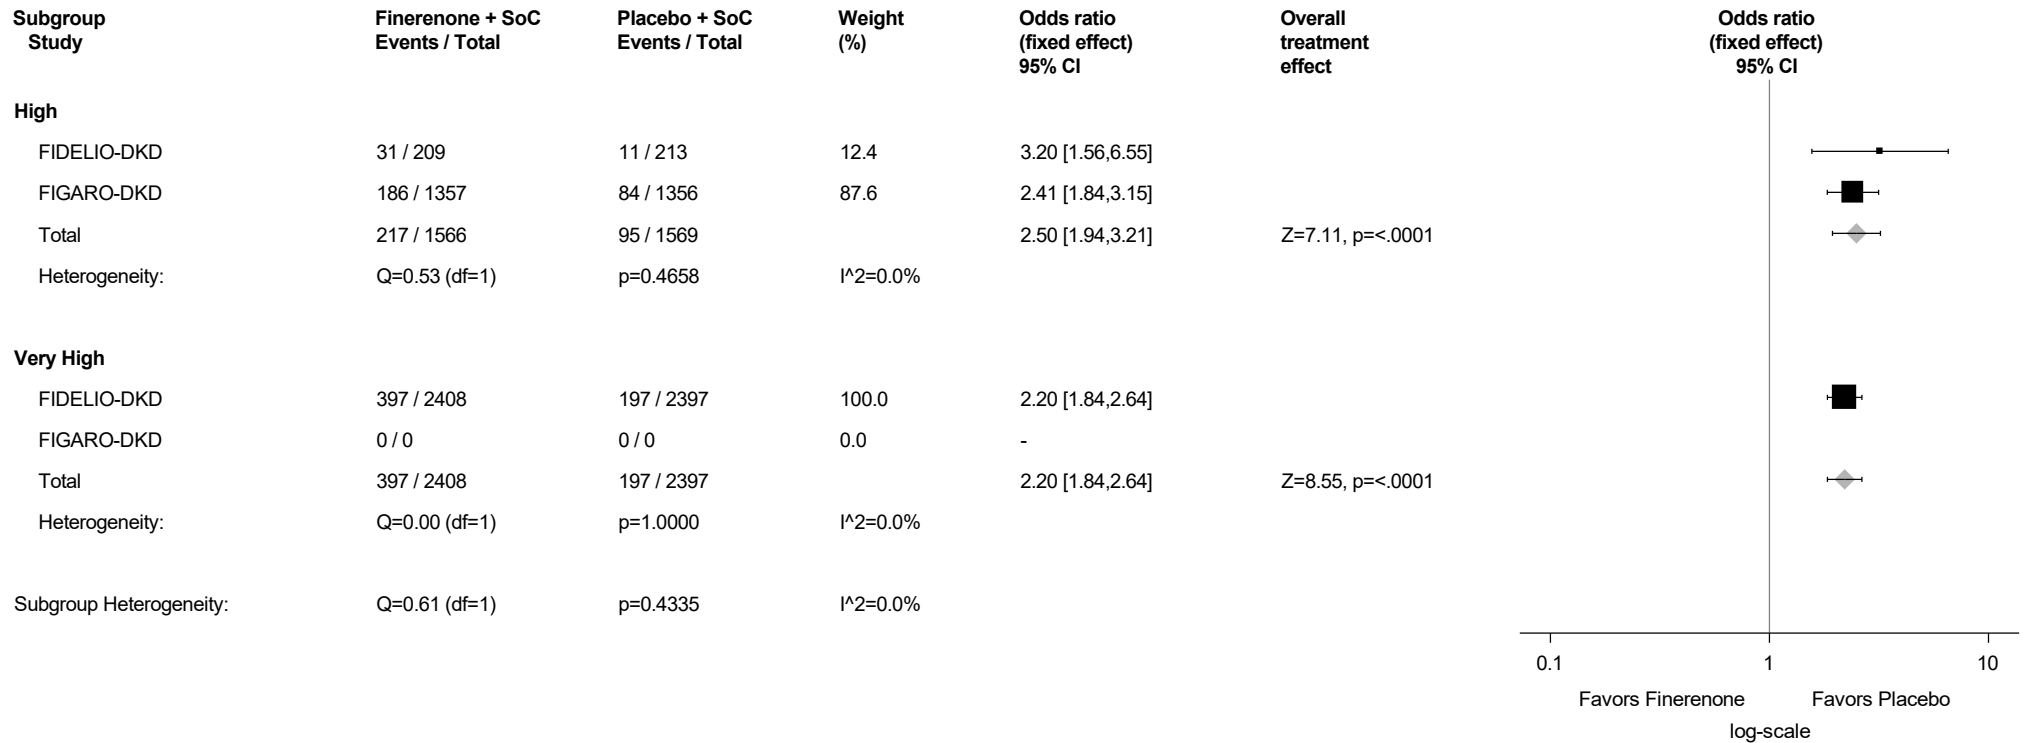 Subgroup Finerenone + SoC Placebo + SoC Weight Odds ratio Overall Odds ratio
Study Events / Total Events / Total (%) (fixed effect) treatment (fixed effect)
95% CI effect 95% CI
High
FIDELIO-DKD 31 / 209 11 / 213 12.4 3.20 [1.56,6.55]
FIGARO-DKD 186 / 1357 84 / 1356 87.6 2.41 [1.84,3.15]
Total 217 / 1566 95 / 1569 2.50 [1.94,3.21] Z=7.11, p=<.0001
Heterogeneity: Q=0.53 (df=1) p=0.4658 I^2=0.0%
Very High
FIDELIO-DKD 397 / 2408 197 / 2397 100.0 2.20 [1.84,2.64]
FIGARO-DKD 0 / 0 0 / 0 0.0 -
Total 397 / 2408 197 / 2397 2.20 [1.84,2.64] Z=8.55, p=<.0001
Heterogeneity: Q=0.00 (df=1) p=1.0000 I^2=0.0%
Subgroup Heterogeneity: Q=0.61 (df=1) p=0.4335 I^2=0.0%
0.1 1 10
Favors Finerenone Favors Placebo
log-scale